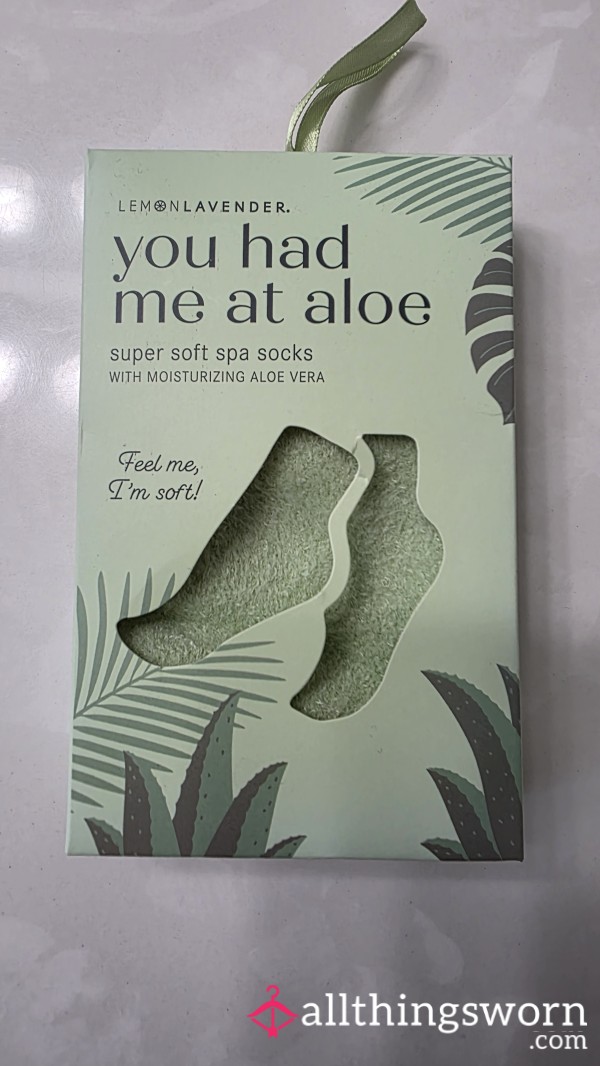 LEMONLAVENDER.
you had
me at aloe
super soft spa socks
WITH MOISTURIZING ALOE VERA
Feel me,
I'm soft!
allthingsworn
.com